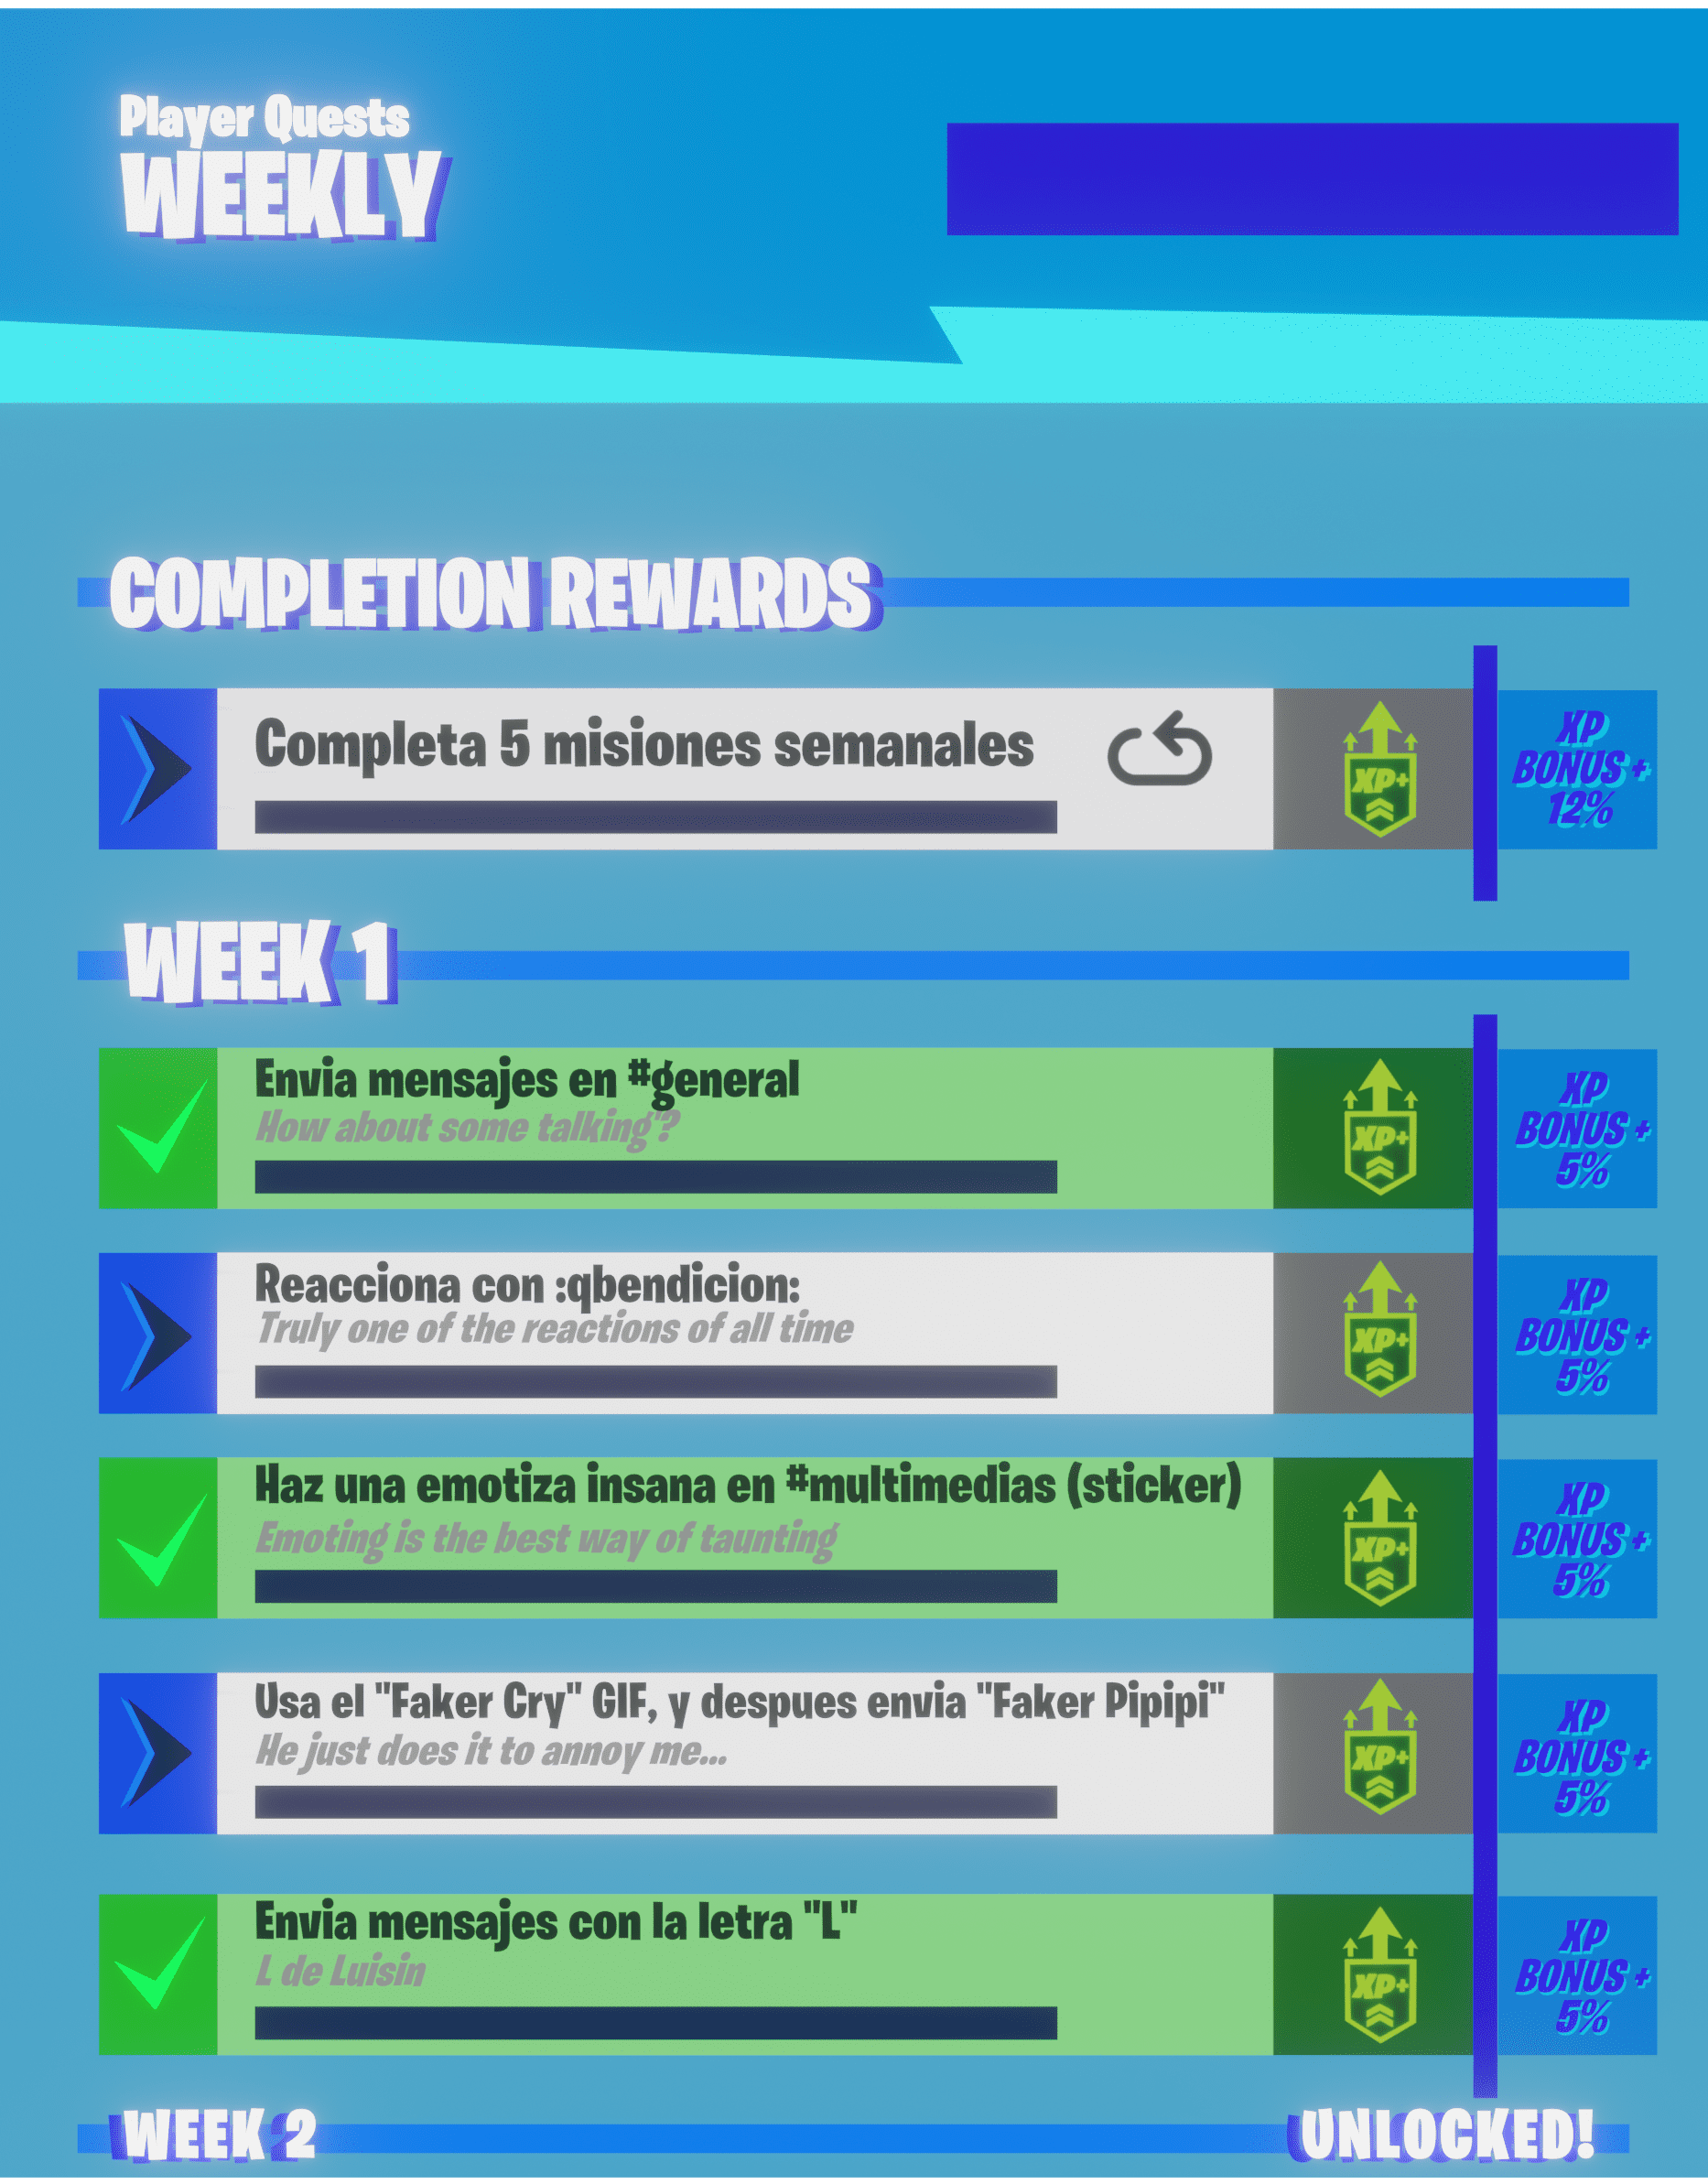 Player Quests
WEEKLY
COMPLETION REWARDS
Completa 5 misiones semanales
XP+
XP
BONUS +
12%
WEEK 1
Envia mensajes en #general
How about some talking?
XP+
XP
BONUS +
5%
Reacciona con :qbendicion:
Truly one of the reactions of all time
XP+
XP
BONUS +
5%
Haz una emotiza insana en #multimedias (sticker)
Emoting is the best way of taunting
XP+
XP
BONUS +
5%
Usa el "Faker Cry" GIF, y despues envia "Faker Pipipi"
He just does it to annoy me...
XP+
XP
BONUS +
5%
Envia mensajes con la letra "L"
L de Luisin
XP+
XP
BONUS +
5%
WEEK 2
UNLOCKED!